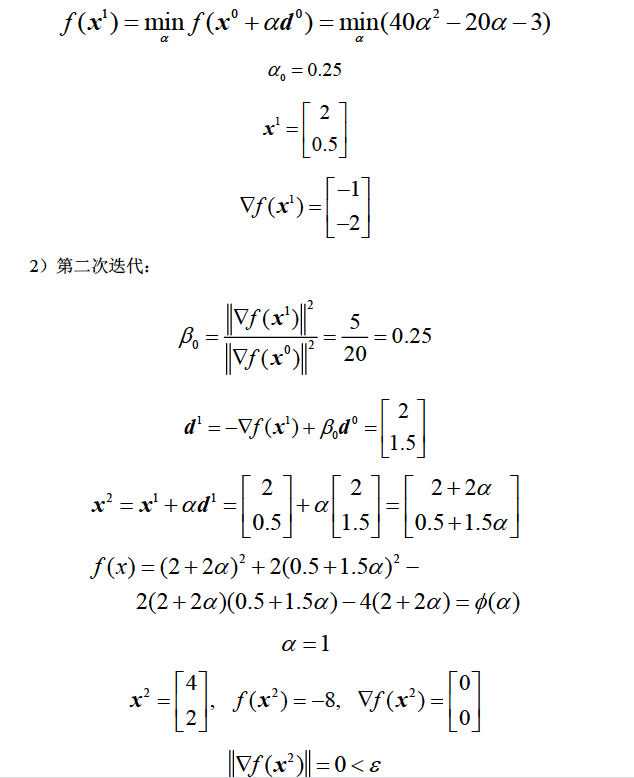 f(x¹) = min_α f(x⁰ + αd⁰) = min_α(40α² − 20α − 3)
α₀ = 0.25
x¹ = [2; 0.5]
∇f(x¹) = [−1; −2]
2）第二次迭代：
β₀ = ‖∇f(x¹)‖² / ‖∇f(x⁰)‖² = 5/20 = 0.25
d¹ = −∇f(x¹) + β₀d⁰ = [2; 1.5]
x² = x¹ + αd¹ = [2; 0.5] + α[2; 1.5] = [2 + 2α; 0.5 + 1.5α]
f(x) = (2 + 2α)² + 2(0.5 + 1.5α)² −
2(2 + 2α)(0.5 + 1.5α) − 4(2 + 2α) = ϕ(α)
α = 1
x² = [4; 2], f(x²) = −8, ∇f(x²) = [0; 0]
‖∇f(x²)‖ = 0 < ε